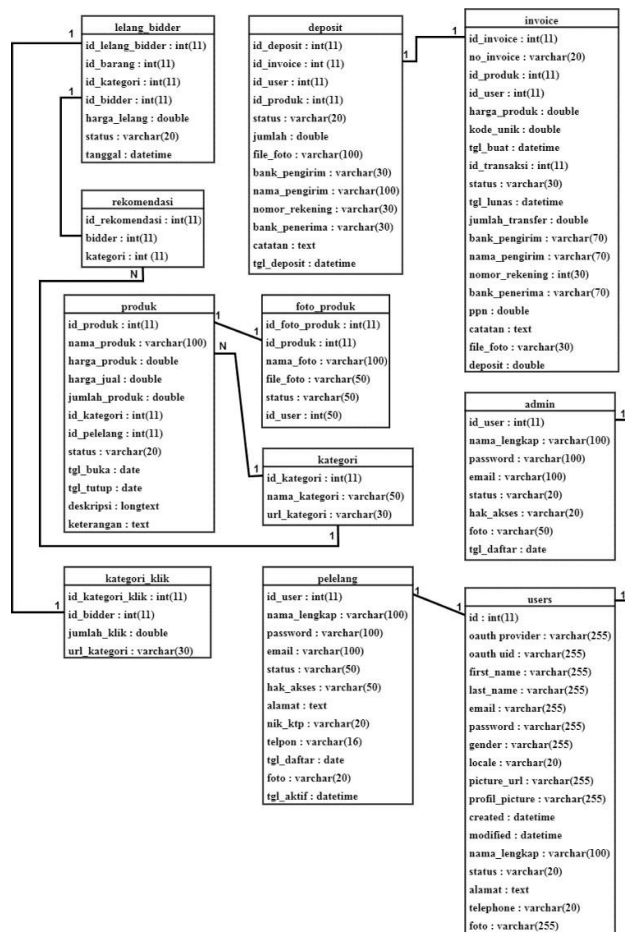 lelang_bidder
id_lelang_bidder : int(11)
id_barang : int(11)
id_kategori : int(11)
id_bidder : int(11)
harga_lelang : double
status : varchar(20)
tanggal : datetime
1
1
rekomendasi
id_rekomendasi : int(11)
bidder : int(11)
kategori : int (11)
N
deposit
id_deposit : int(11)
id_invoice : int (11)
id_user : int(11)
id_produk : int(11)
status : varchar(20)
jumlah : double
file_foto : varchar(100)
bank_pengirim : varchar(30)
nama_pengirim : varchar(100)
nomor_rekening : varchar(30)
bank_penerima : varchar(30)
catatan : text
tgl_deposit : datetime
1
1
invoice
id_invoice : int(11)
no_invoice : varchar(20)
id_produk : int(11)
id_user : int(11)
harga_produk : double
kode_unik : double
tgl_buat : datetime
id_transaksi : int(11)
status : varchar(30)
tgl_lunas : datetime
jumlah_transfer : double
bank_pengirim : varchar(70)
nama_pengirim : varchar(70)
nomor_rekening : int(30)
bank_penerima : varchar(70)
ppn : double
catatan : text
file_foto : varchar(30)
deposit : double
produk
id_produk : int(11)
nama_produk : varchar(100)
harga_produk : double
harga_jual : double
jumlah_produk : double
id_kategori : int(11)
id_pelelang : int(11)
status : varchar(20)
tgl_buka : date
tgl_tutup : date
deskripsi : longtext
keterangan : text
1
N
1
foto_produk
id_foto_produk : int(11)
id_produk : int(11)
nama_foto : varchar(100)
file_foto : varchar(50)
status : varchar(50)
id_user : int(50)
1
kategori
id_kategori : int(11)
nama_kategori : varchar(50)
url_kategori : varchar(30)
1
admin
id_user : int(11)
nama_lengkap : varchar(100)
password : varchar(100)
email : varchar(100)
status : varchar(20)
hak_akses : varchar(20)
foto : varchar(50)
tgl_daftar : date
1
kategori_klik
id_kategori_klik : int(11)
id_bidder : int(11)
jumlah_klik : double
url_kategori : varchar(30)
1
pelelang
id_user : int(11)
nama_lengkap : varchar(100)
password : varchar(100)
email : varchar(100)
status : varchar(50)
hak_akses : varchar(50)
alamat : text
nik_ktp : varchar(20)
telpon : varchar(16)
tgl_daftar : date
foto : varchar(20)
tgl_aktif : datetime
1
1
users
1
id : int(11)
oauth provider : varchar(255)
oauth uid : varchar(255)
first_name : varchar(255)
last_name : varchar(255)
email : varchar(255)
password : varchar(255)
gender : varchar(255)
locale : varchar(20)
picture_url : varchar(255)
profil_picture : varchar(255)
created : datetime
modified : datetime
nama_lengkap : varchar(100)
status : varchar(20)
alamat : text
telephone : varchar(20)
foto : varchar(255)